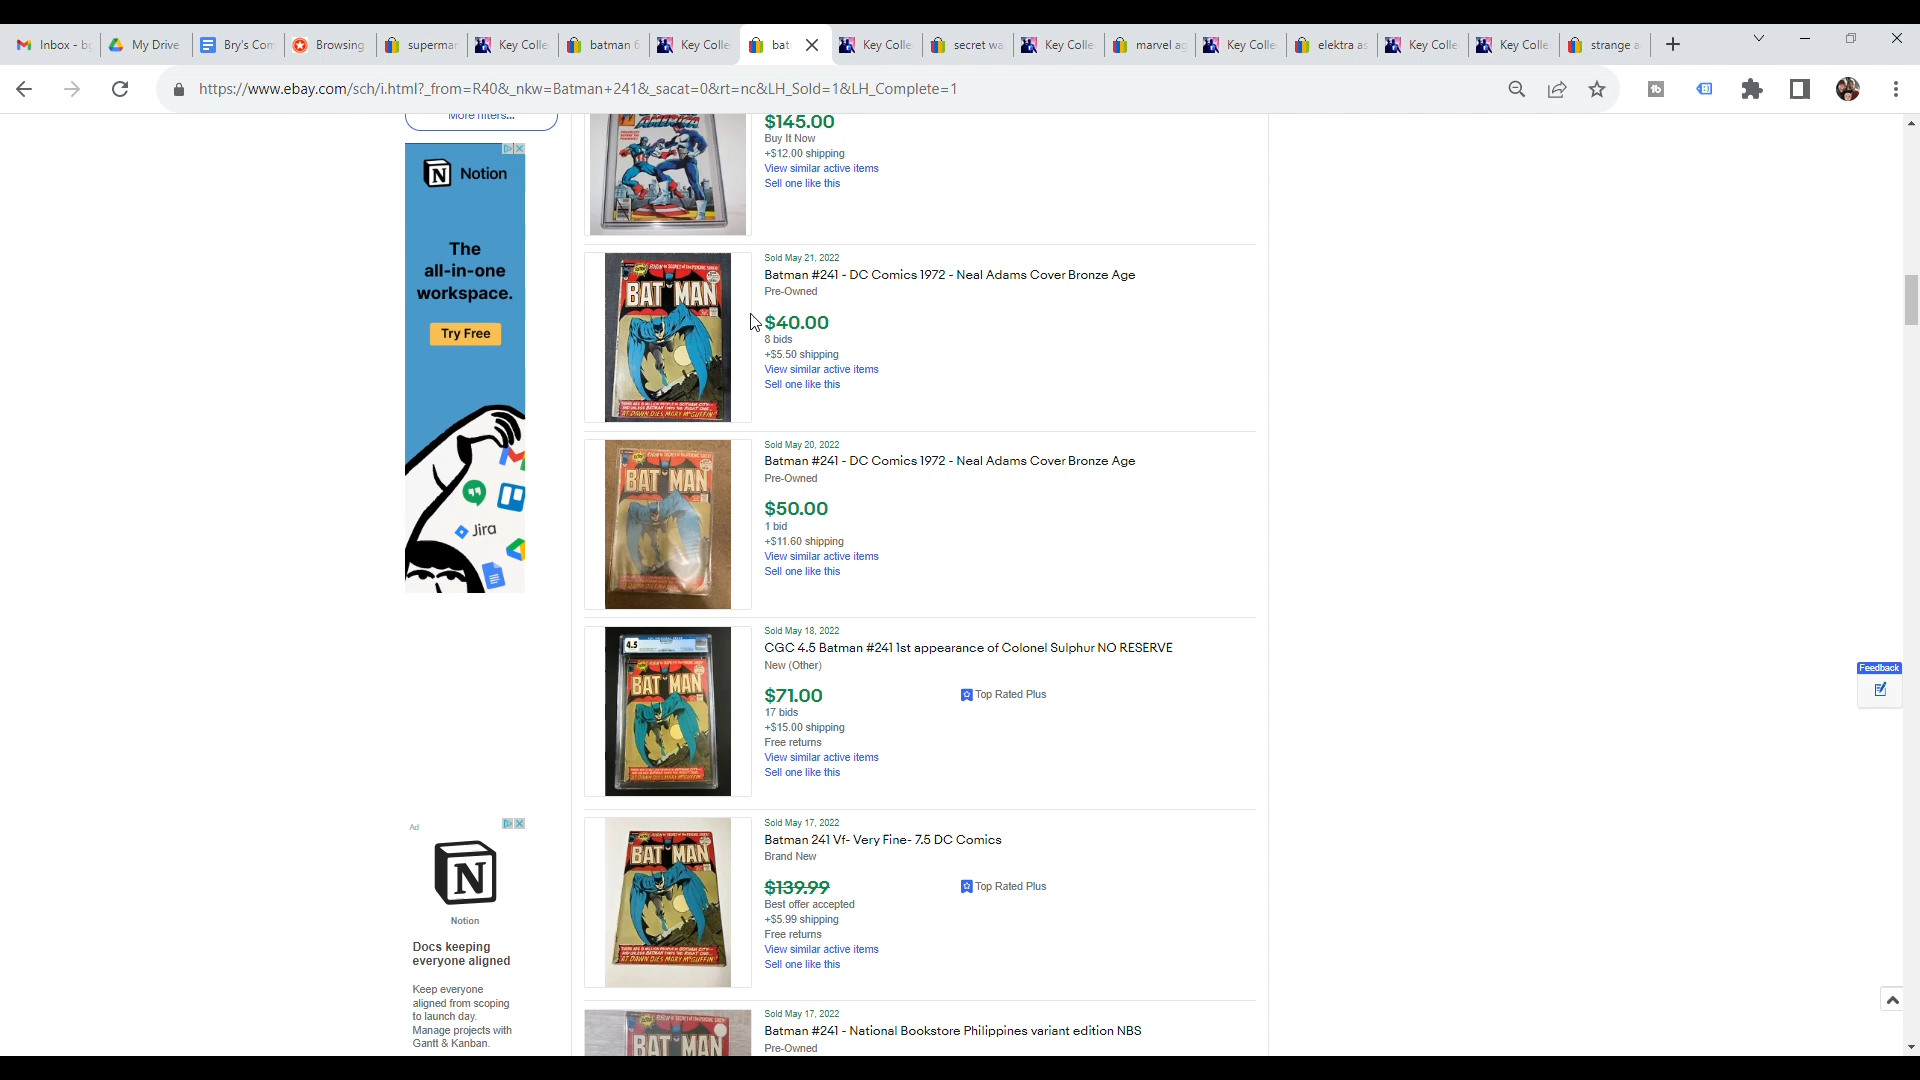 Inbox - b
My Drive
Bry's Com
Browsing
supermar
Key Colle
batman 6
Key Colle
bat
Key Colle
secret wa
Key Colle
marvel ag
Key Colle
elektra as
Key Colle
Key Colle
strange a
https://www.ebay.com/sch/i.html?_from=R40&_nkw=Batman+241&_sacat=0&rt=nc&LH_Sold=1&LH_Complete=1
More filters...
Notion
The
all-in-one
workspace.
Try Free
Jira
Ad
Notion
Docs keeping
everyone aligned
Keep everyone
aligned from scoping
to launch day.
Manage projects with
Gantt & Kanban.
$145.00
Buy It Now
+$12.00 shipping
View similar active items
Sell one like this
Sold May 21, 2022
Batman #241 - DC Comics 1972 - Neal Adams Cover Bronze Age
Pre-Owned
BATMAN
$40.00
8 bids
+$5.50 shipping
View similar active items
Sell one like this
Sold May 20, 2022
Batman #241 - DC Comics 1972 - Neal Adams Cover Bronze Age
Pre-Owned
BATMAN
$50.00
1 bid
+$11.60 shipping
View similar active items
Sell one like this
Sold May 18, 2022
CGC 4.5 Batman #241 1st appearance of Colonel Sulphur NO RESERVE
New (Other)
4.5
BATMAN
$71.00
Top Rated Plus
17 bids
+$15.00 shipping
Free returns
View similar active items
Sell one like this
Sold May 17, 2022
Batman 241 Vf- Very Fine- 7.5 DC Comics
Brand New
BATMAN
$139.99
Top Rated Plus
Best offer accepted
+$5.99 shipping
Free returns
View similar active items
Sell one like this
Sold May 17, 2022
Batman #241 - National Bookstore Philippines variant edition NBS
Pre-Owned
BATMAN
Feedback